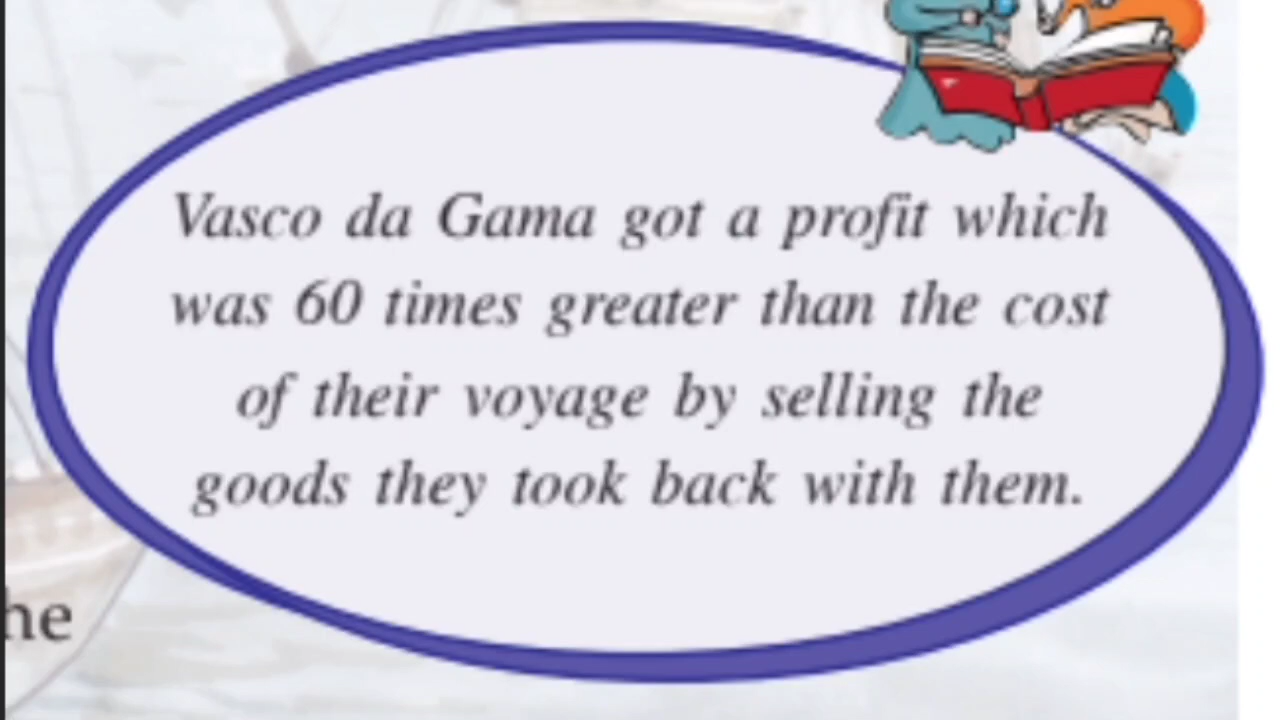 Vasco da Gama got a profit which
was 60 times greater than the cost
of their voyage by selling the
goods they took back with them.
he